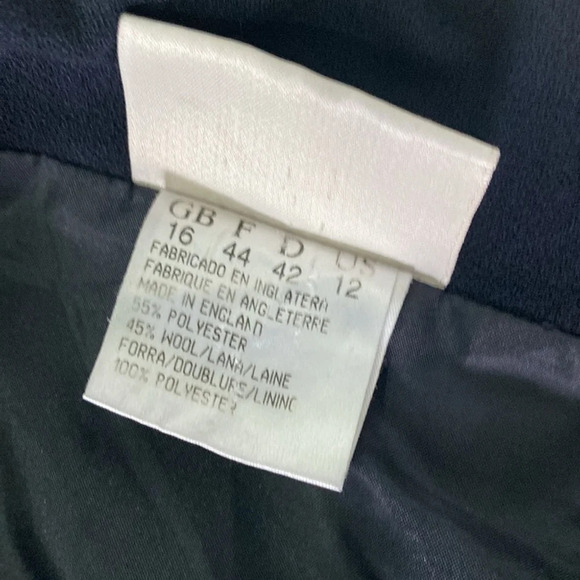 GB F D US
16 44 42 12
FABRICADO EN INGLATERA
FABRIQUE EN ANGLETERRE
MADE IN ENGLAND
55% POLYESTER
45% WOOL/LANA/LAINE
FORRA/DOUBLURE/LINING
100% POLYESTER